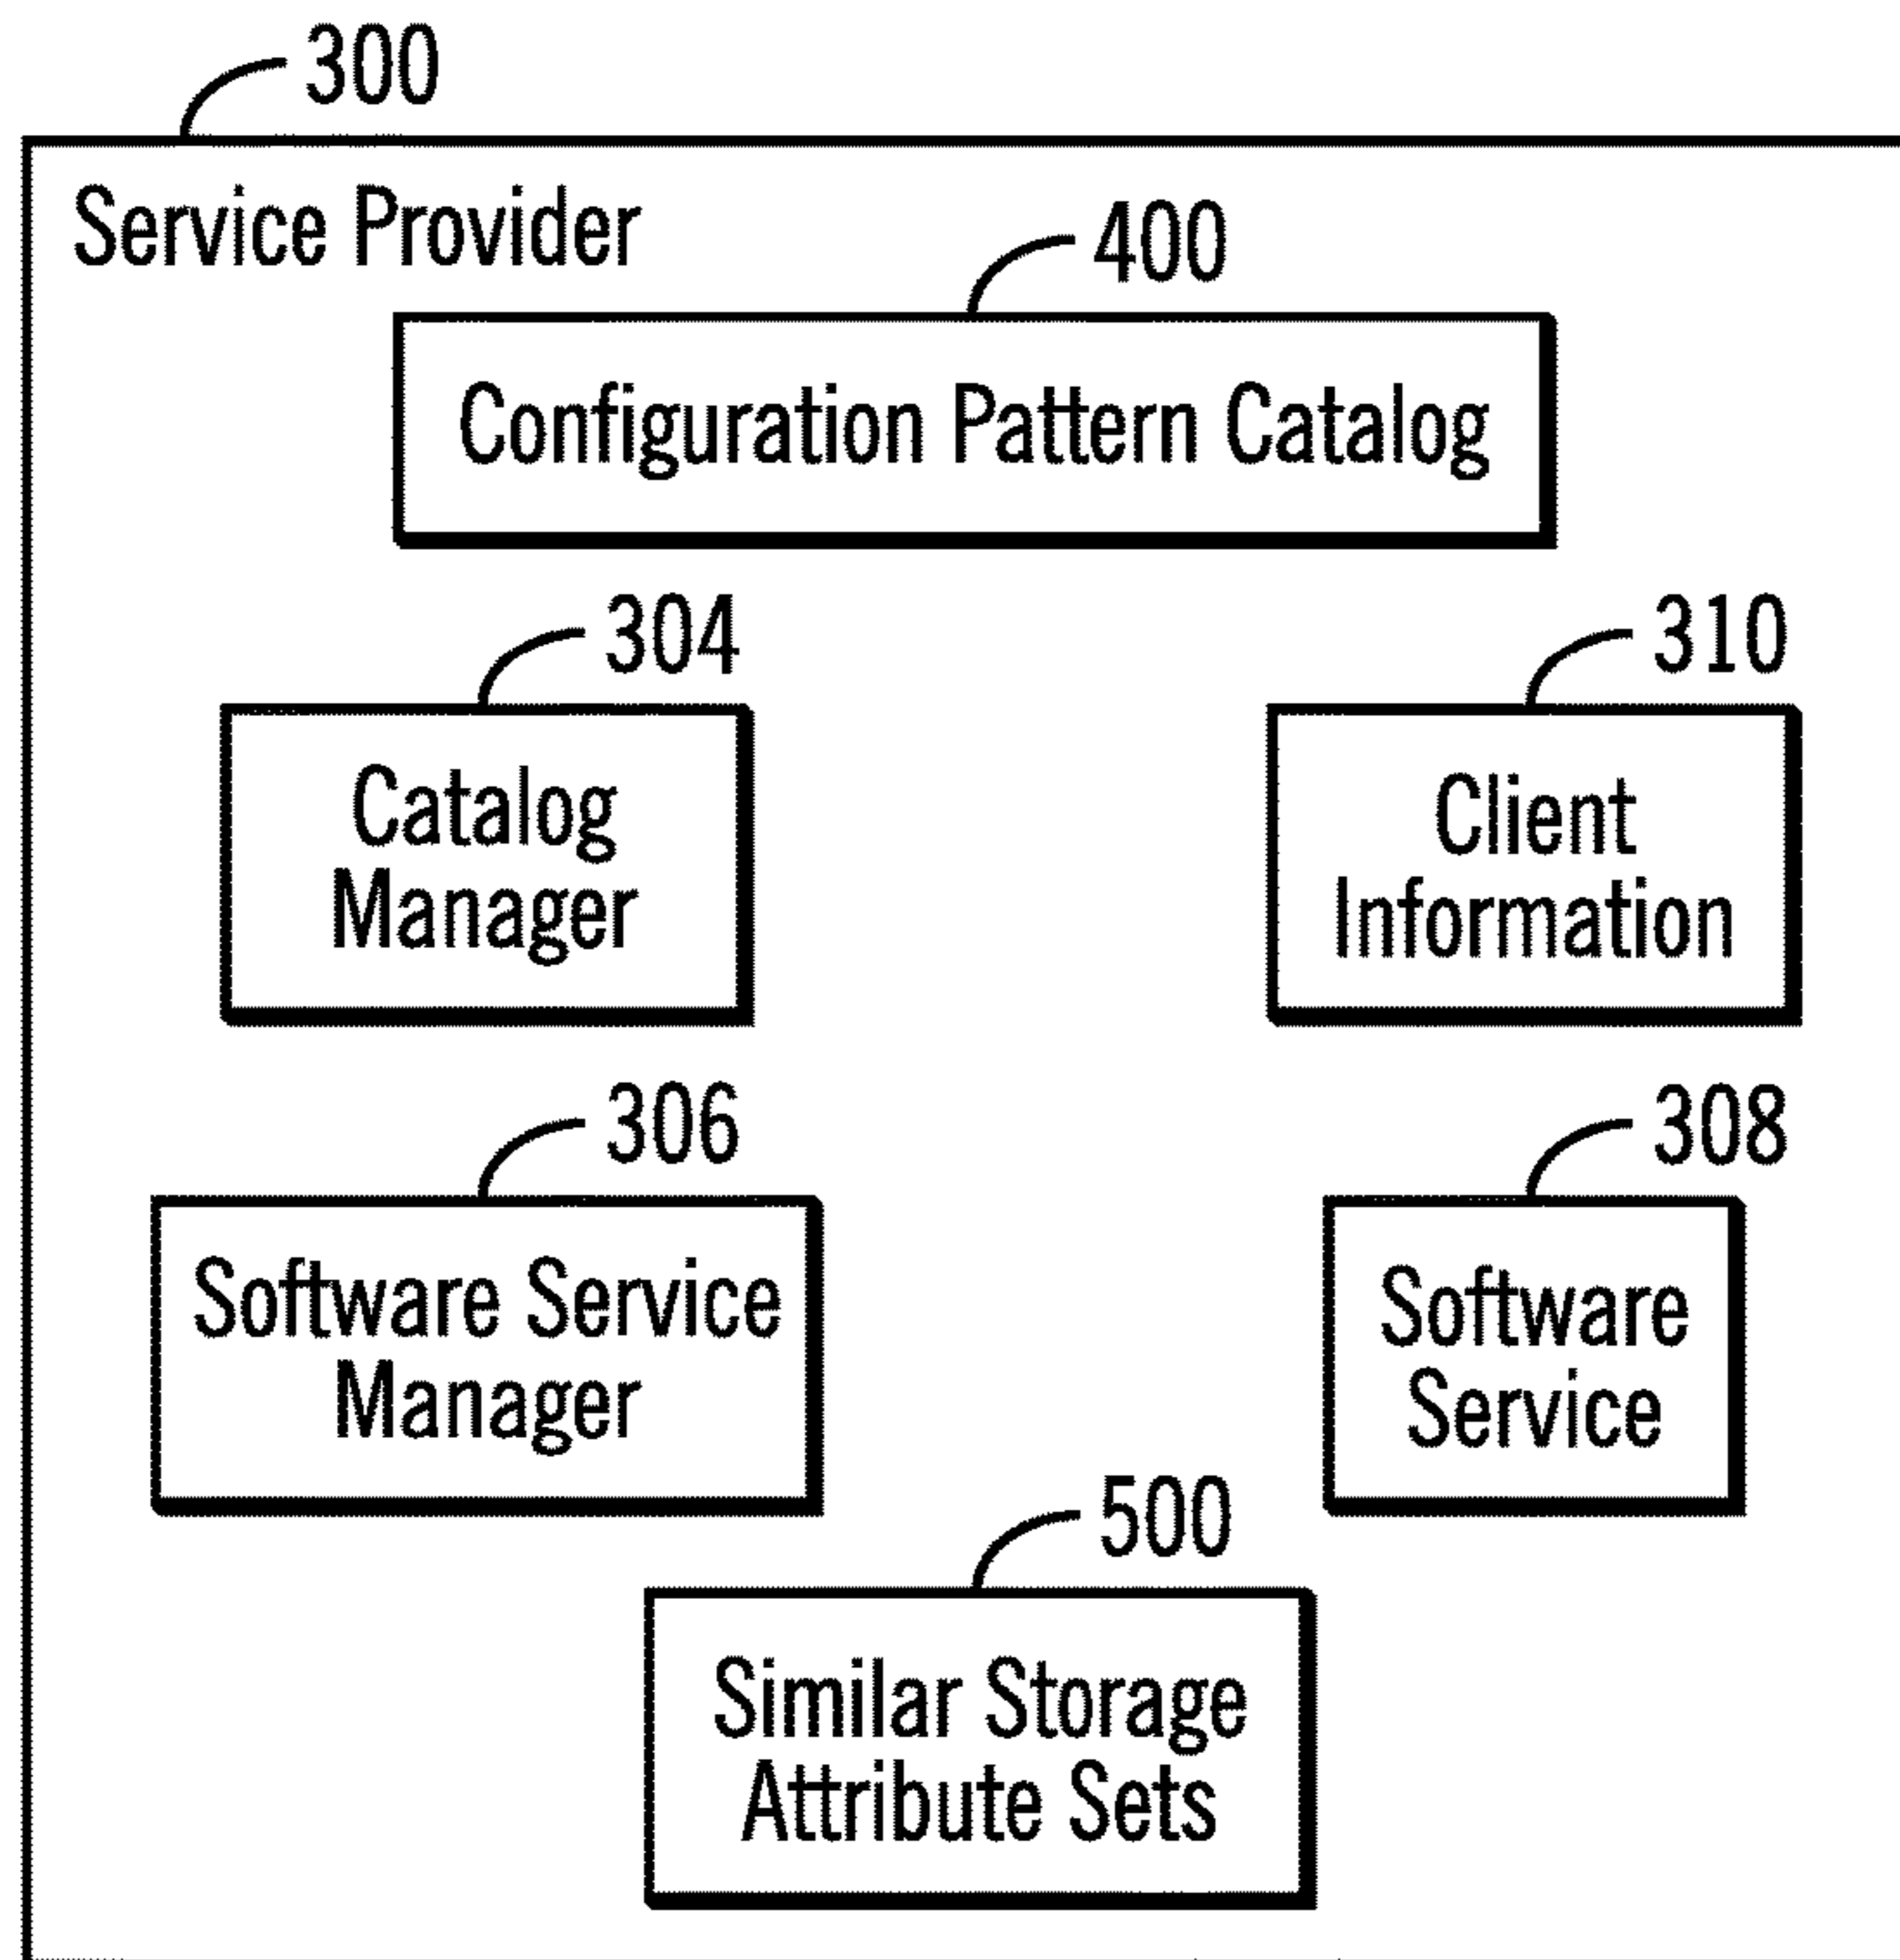 300
Service Provider
400
Configuration Pattern Catalog
304
310
Catalog
Manager
Client
Information
306
308
Software Service
Manager
Software
Service
500
Similar Storage
Attribute Sets